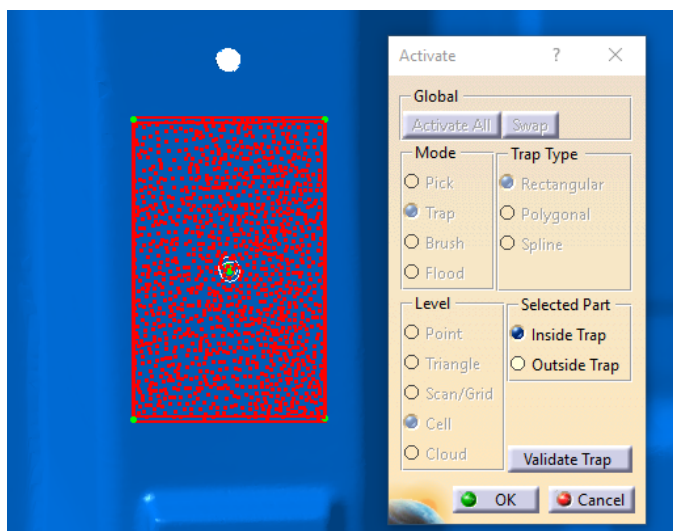 Activate ? ×
Global
Activate All Swap
Mode
Pick
Trap
Brush
Flood
Trap Type
Rectangular
Polygonal
Spline
Level
Point
Triangle
Scan/Grid
Cell
Cloud
Selected Part
Inside Trap
Outside Trap
Validate Trap
OK Cancel